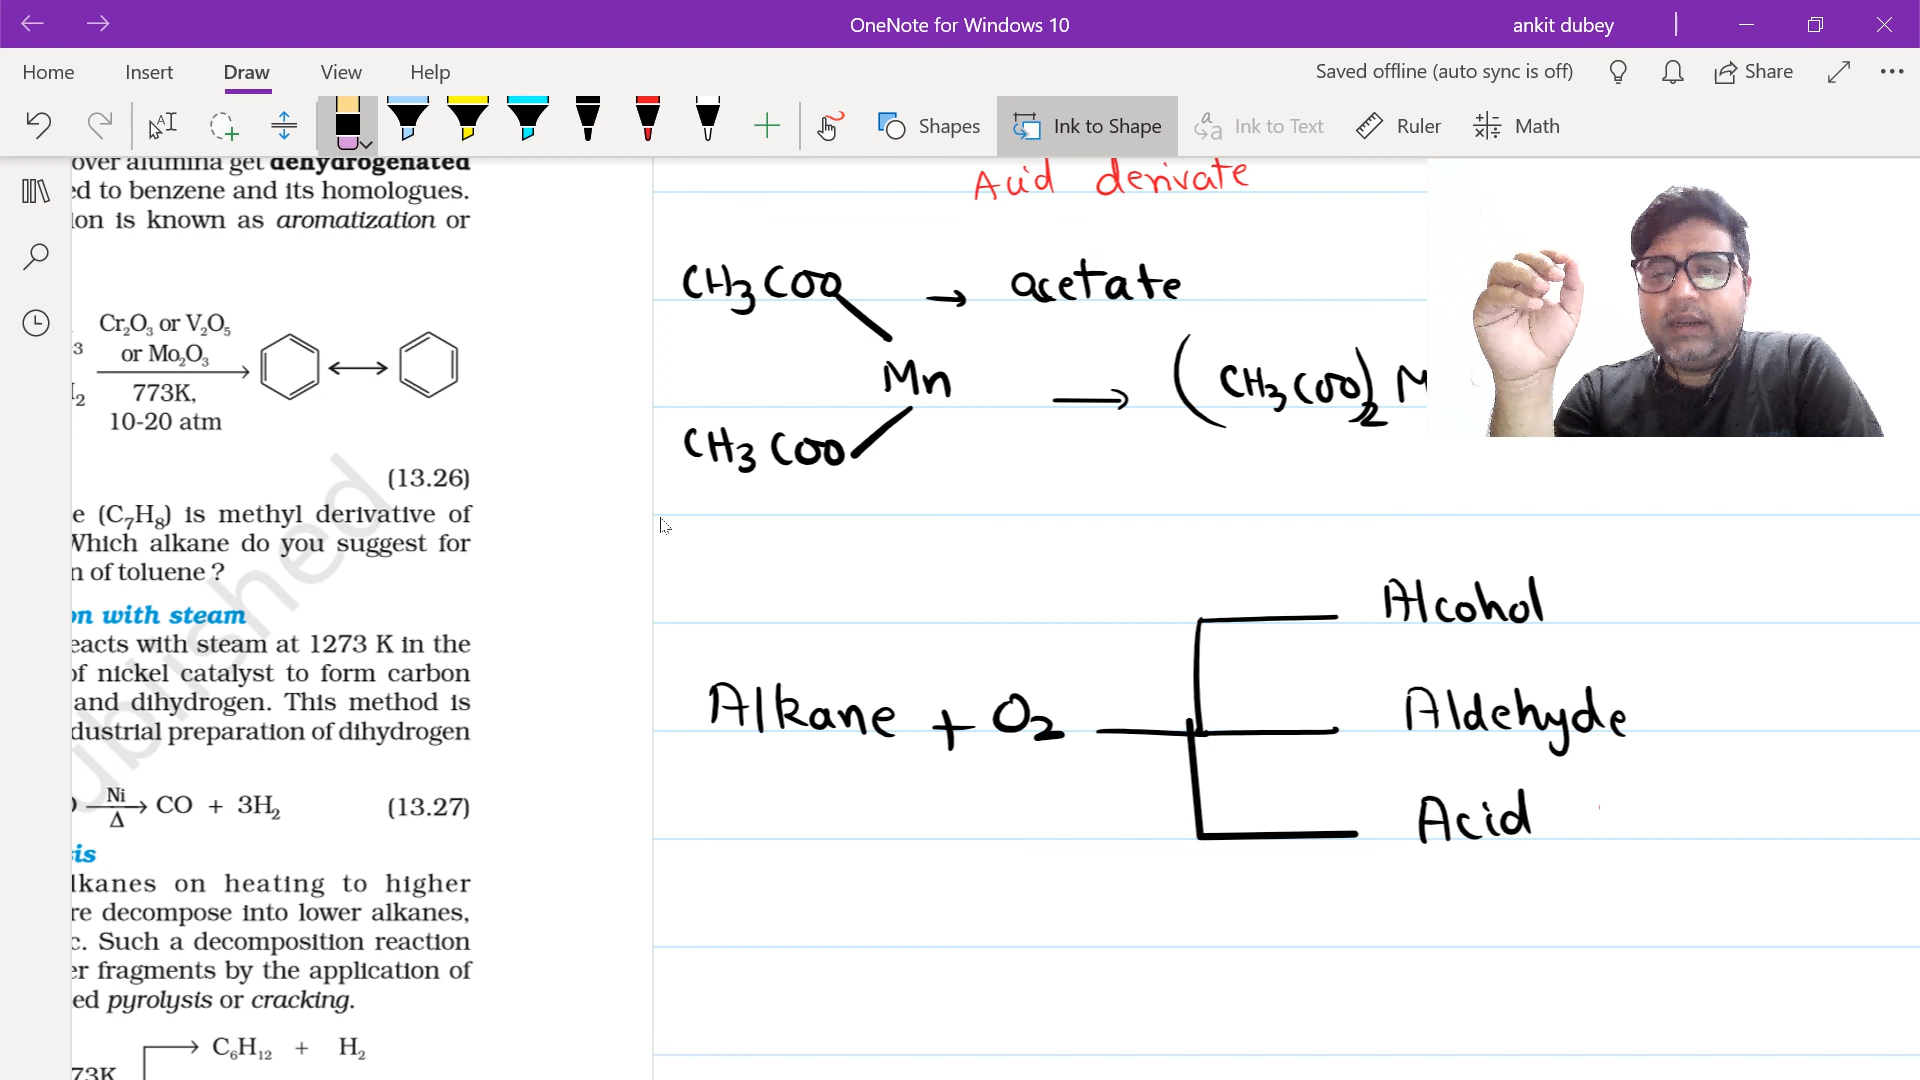 OneNote for Windows 10
ankit dubey
Home Insert Draw View Help
Saved offline (auto sync is off)
Share
Shapes
Ink to Shape
Ink to Text
Ruler
Math
over alumina get dehydrogenated
ed to benzene and its homologues.
ion is known as aromatization or
3
Cr₂O₃ or V₂O₅
or Mo₂O₃
773K,
10-20 atm
(13.26)
e (C₇H₈) is methyl derivative of
Which alkane do you suggest for
n of toluene ?
on with steam
eacts with steam at 1273 K in the
of nickel catalyst to form carbon
and dihydrogen. This method is
dustrial preparation of dihydrogen
Ni
Δ
→ CO + 3H₂ (13.27)
sis
lkanes on heating to higher
re decompose into lower alkanes,
c. Such a decomposition reaction
er fragments by the application of
ed pyrolysis or cracking.
→ C₆H₁₂ + H₂
73K
ublished
Acid derivate
CH3COO → acetate
Mn → (CH3COO)2 M
CH3COO
Alkane + O2
Alcohol
Aldehyde
Acid